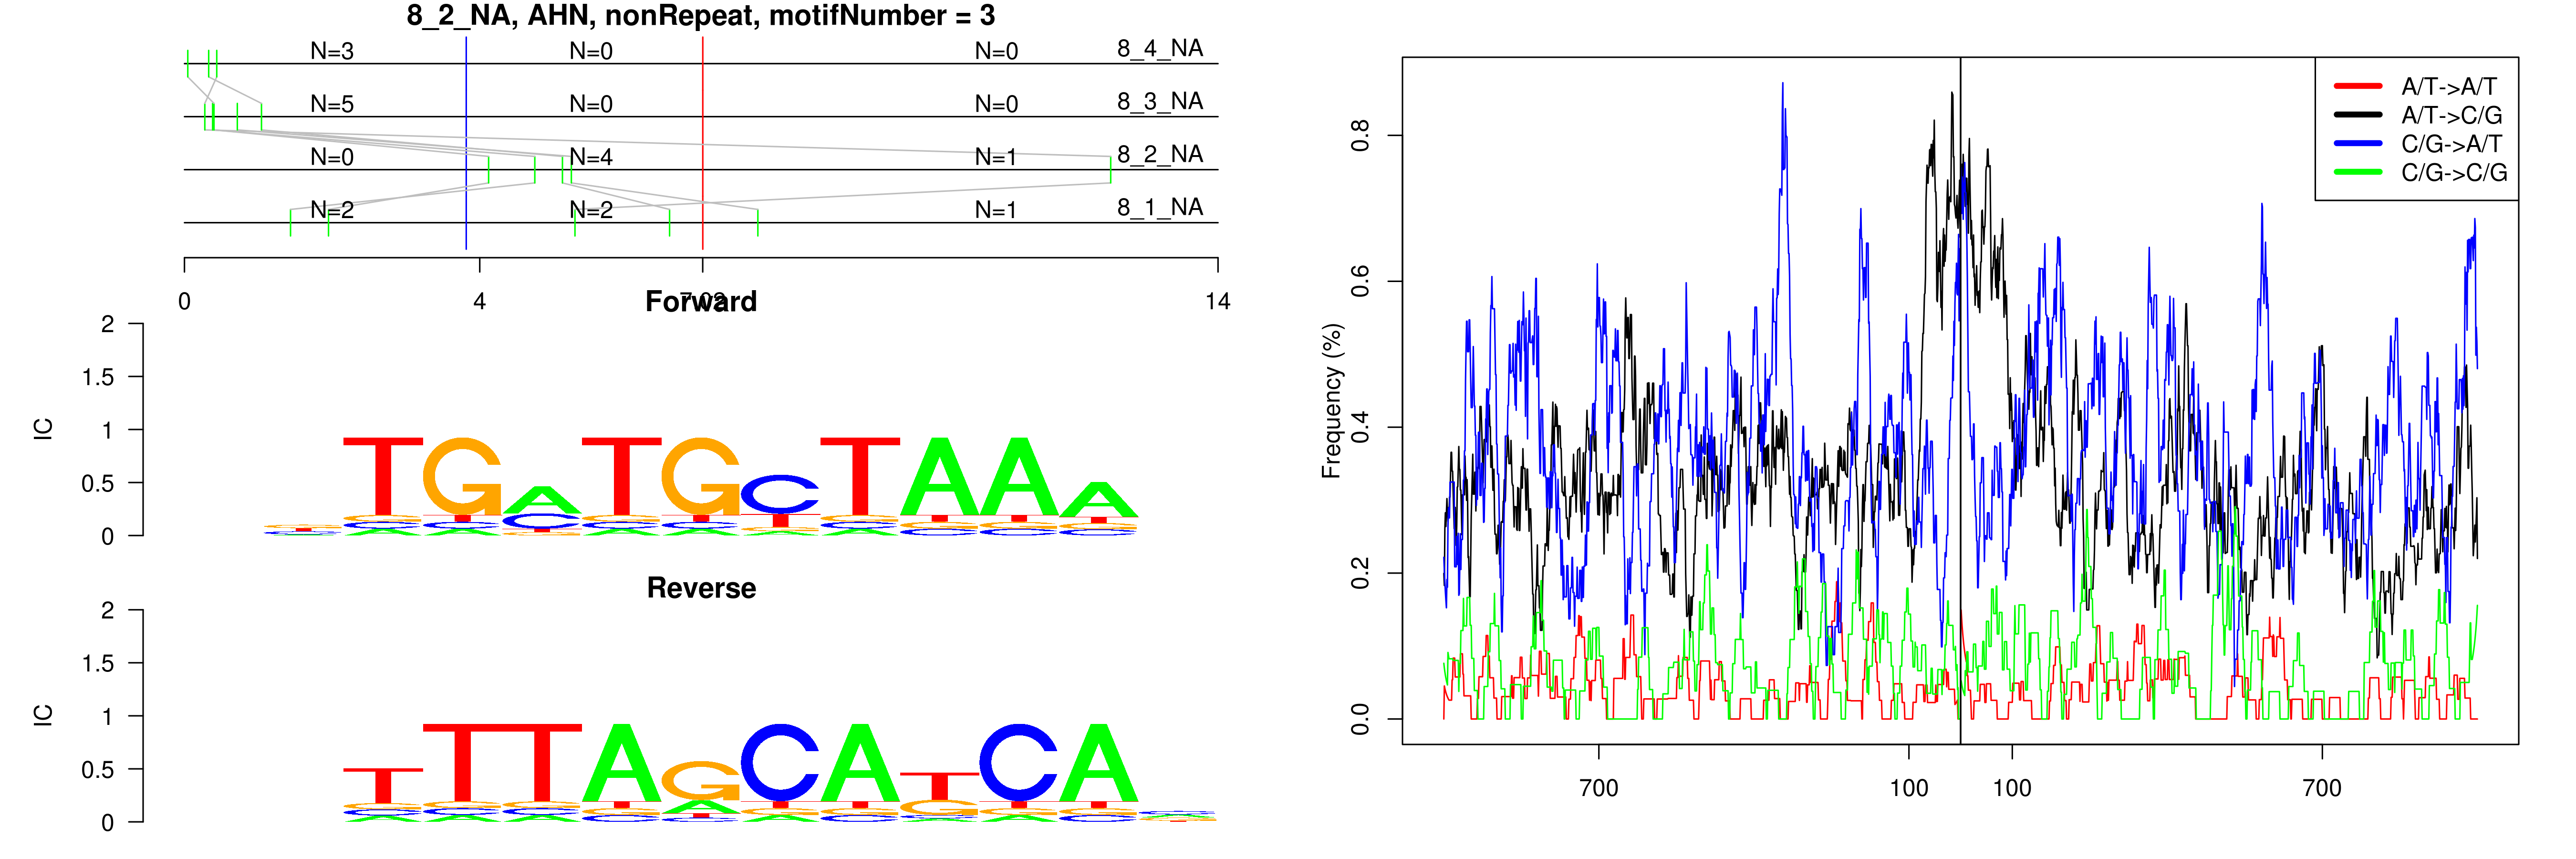 8_2_NA, AHN, nonRepeat, motifNumber = 3
N=3 N=0 N=0 8_4_NA
N=5 N=0 N=0 8_3_NA
N=0 N=4 N=1 8_2_NA
N=2 N=2 N=1 8_1_NA
0 4 14
Forward
2
1.5
1
0.5
0
IC
TGATGCTAAA
Reverse
2
1.5
1
0.5
0
IC
TTTAGCATCA
A/T->A/T
A/T->C/G
C/G->A/T
C/G->C/G
Frequency (%)
0.8
0.6
0.4
0.2
0.0
700 100 100 700